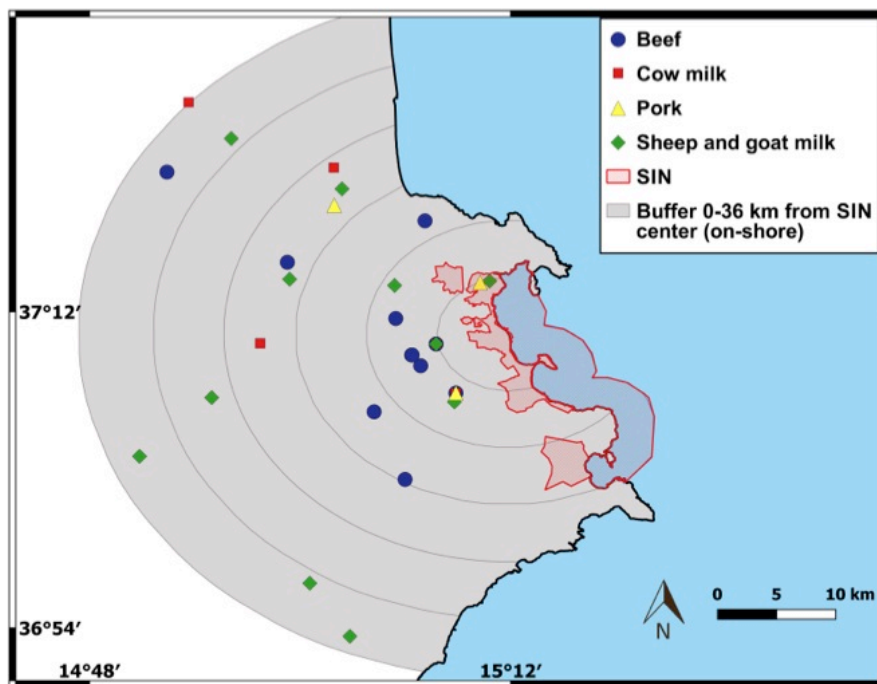 Beef
Cow milk
Pork
Sheep and goat milk
SIN
Buffer 0-36 km from SIN
center (on-shore)
37°12′
36°54′
14°48′
15°12′
N
0 5 10 km